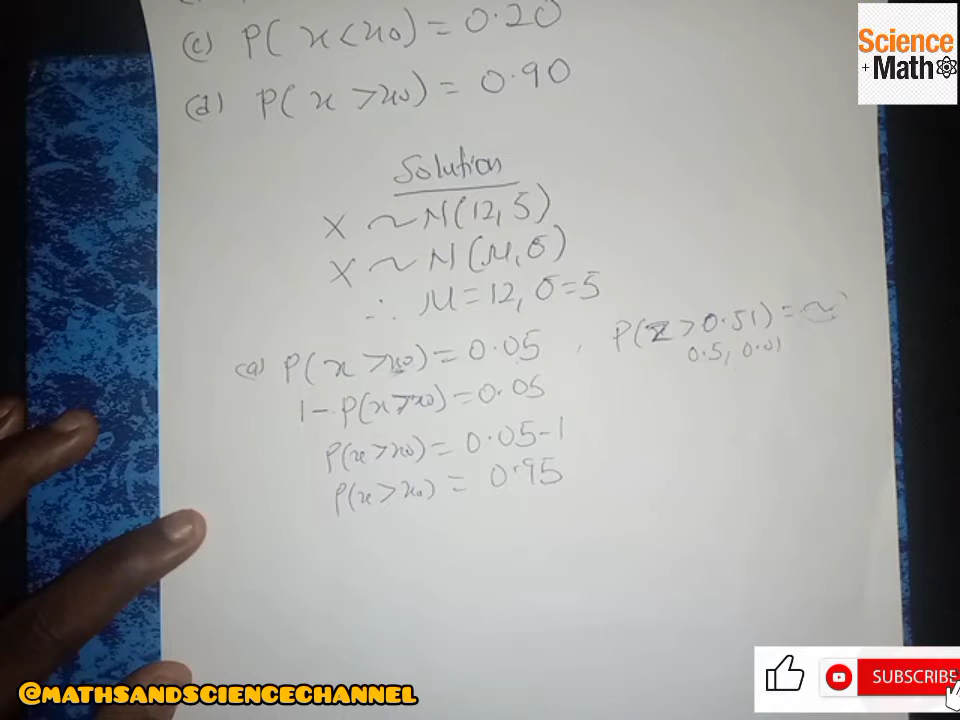 (c) P(x<x₀) = 0.20
(d) P(x>x₀) = 0.90
Science
+Math
Solution
X ~ N(12,5)
X ~ N(μ,σ)
∴ μ=12, σ=5
(a) P(x>x₀) = 0.05, P(Z>0.51) = ~
0.5, 0.01
1-P(x>x₀) = 0.05
P(x>x₀) = 0.05-1
P(x>x₀) = 0.95
@MATHSANDSCIENCECHANNEL
SUBSCRIBE